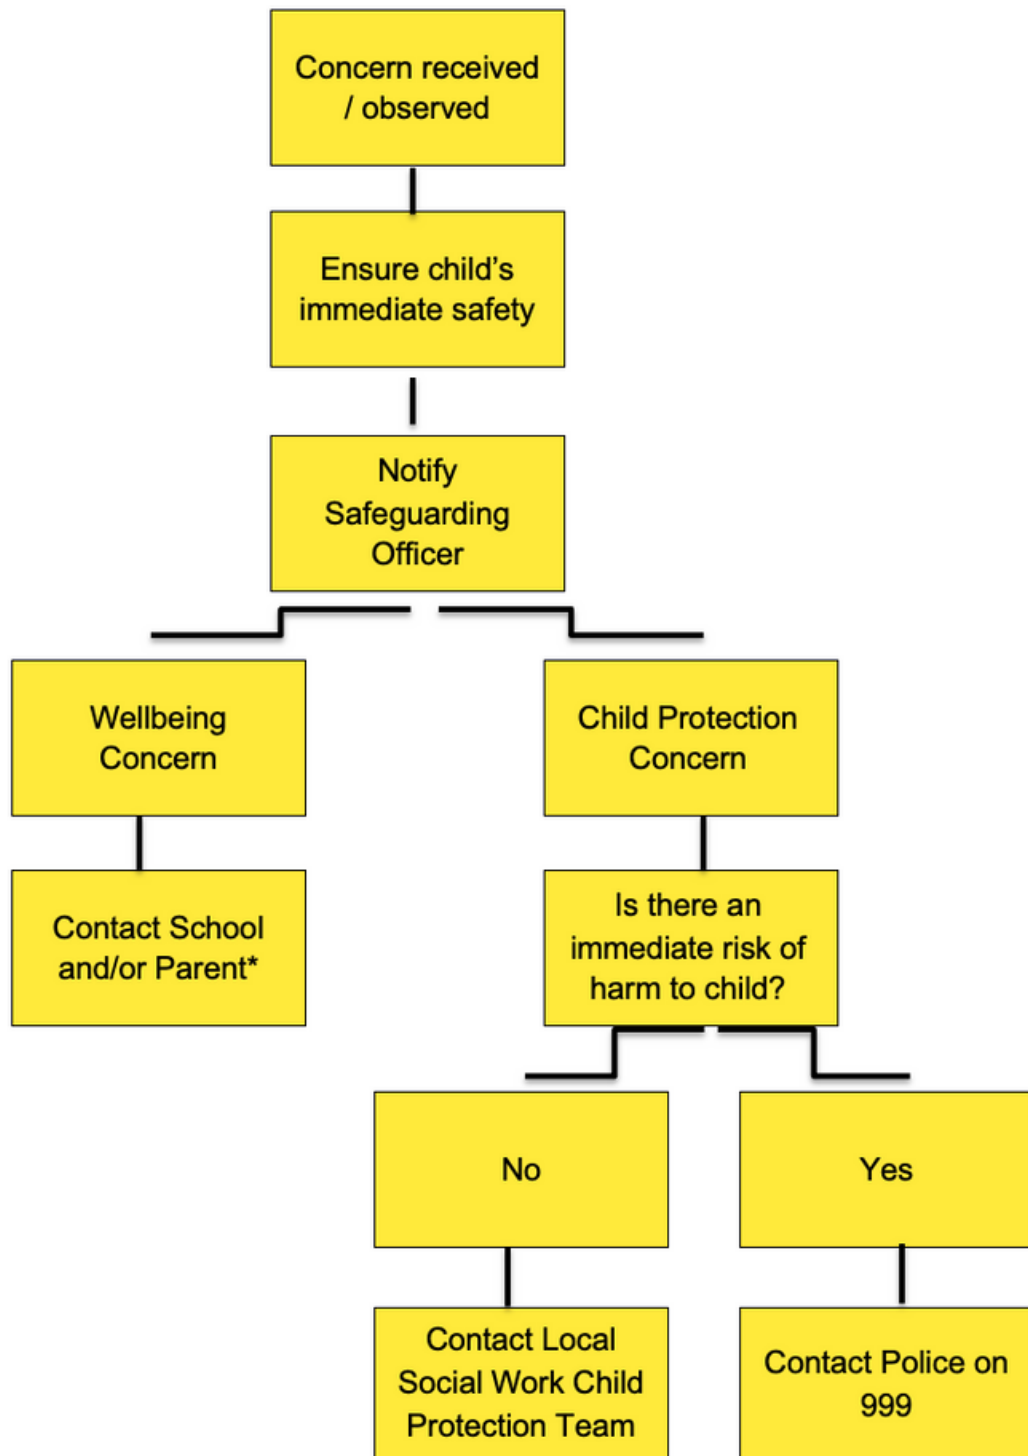 Concern received
/ observed
Ensure child’s
immediate safety
Notify
Safeguarding
Officer
Wellbeing
Concern
Child Protection
Concern
Contact School
and/or Parent*
Is there an
immediate risk of
harm to child?
No
Yes
Contact Local
Social Work Child
Protection Team
Contact Police on
999